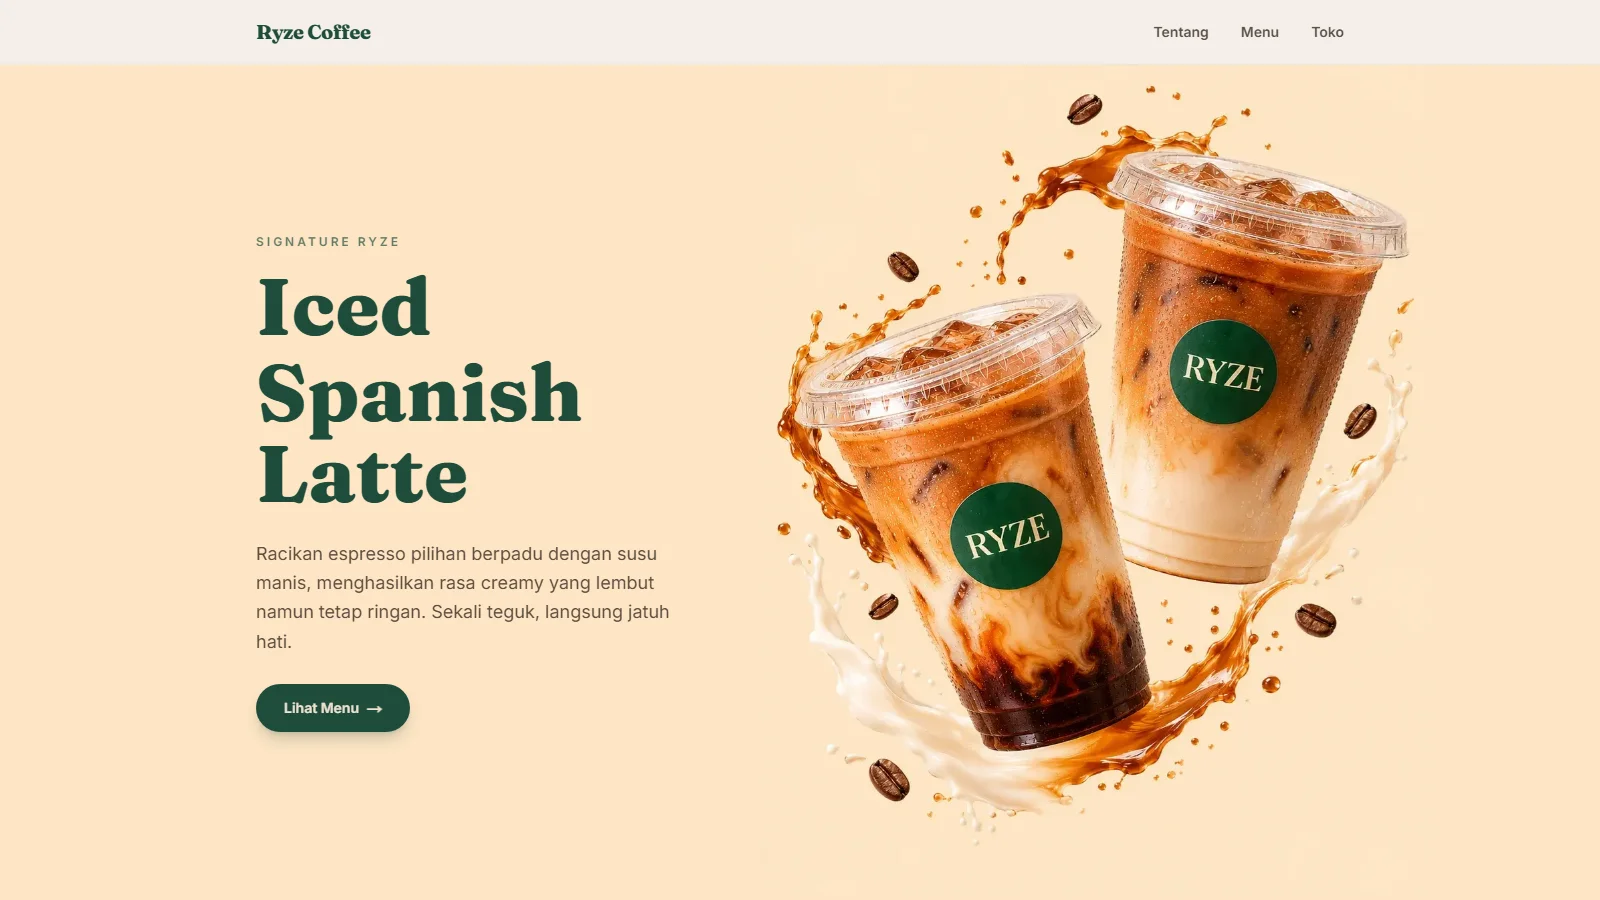 Ryze Coffee
Tentang Menu Toko
SIGNATURE RYZE
Iced
Spanish
Latte
Racikan espresso pilihan berpadu dengan susu
manis, menghasilkan rasa creamy yang lembut
namun tetap ringan. Sekali teguk, langsung jatuh
hati.
Lihat Menu →
RYZE
RYZE